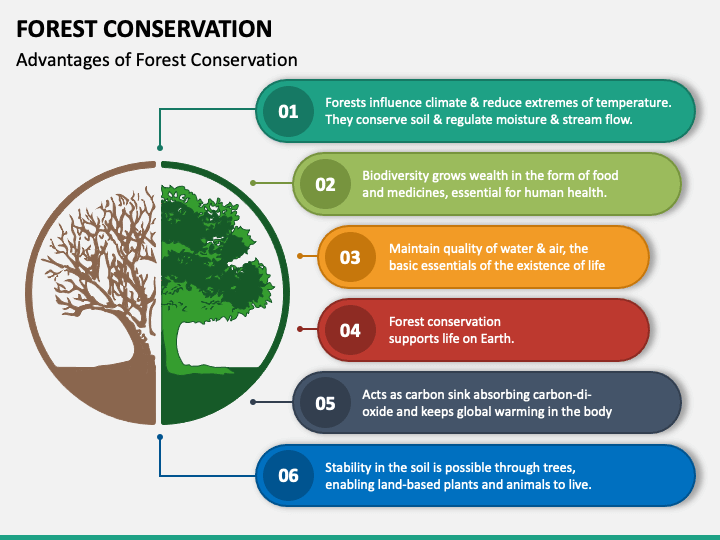 FOREST CONSERVATION
Advantages of Forest Conservation
01
Forests influence climate & reduce extremes of temperature.
They conserve soil & regulate moisture & stream flow.
02
Biodiversity grows wealth in the form of food
and medicines, essential for human health.
03
Maintain quality of water & air, the
basic essentials of the existence of life
04
Forest conservation
supports life on Earth.
05
Acts as carbon sink absorbing carbon-di-
oxide and keeps global warming in the body
06
Stability in the soil is possible through trees,
enabling land-based plants and animals to live.